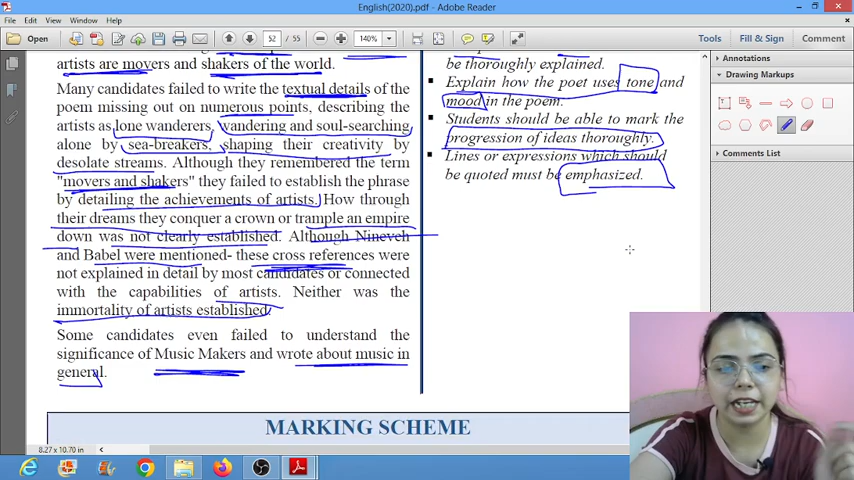 English(2020).pdf - Adobe Reader
File Edit View Window Help
Open
52 / 55
140%
Tools
Fill & Sign
Comment
artists are movers and shakers of the world.
Many candidates failed to write the textual details of the
poem missing out on numerous points, describing the
artists as lone wanderers, wandering and soul-searching
alone by sea-breakers, shaping their creativity by
desolate streams. Although they remembered the term
"movers and shakers" they failed to establish the phrase
by detailing the achievements of artists. How through
their dreams they conquer a crown or trample an empire
down was not clearly established. Although Nineveh
and Babel were mentioned- these cross references were
not explained in detail by most candidates or connected
with the capabilities of artists. Neither was the
immortality of artists established.
Some candidates even failed to understand the
significance of Music Makers and wrote about music in
general.
be thoroughly explained.
▪ Explain how the poet uses tone and
mood in the poem.
▪ Students should be able to mark the
progression of ideas thoroughly.
▪ Lines or expressions which should
be quoted must be emphasized.
MARKING SCHEME
8.27 x 10.70 in
Annotations
Drawing Markups
Comments List